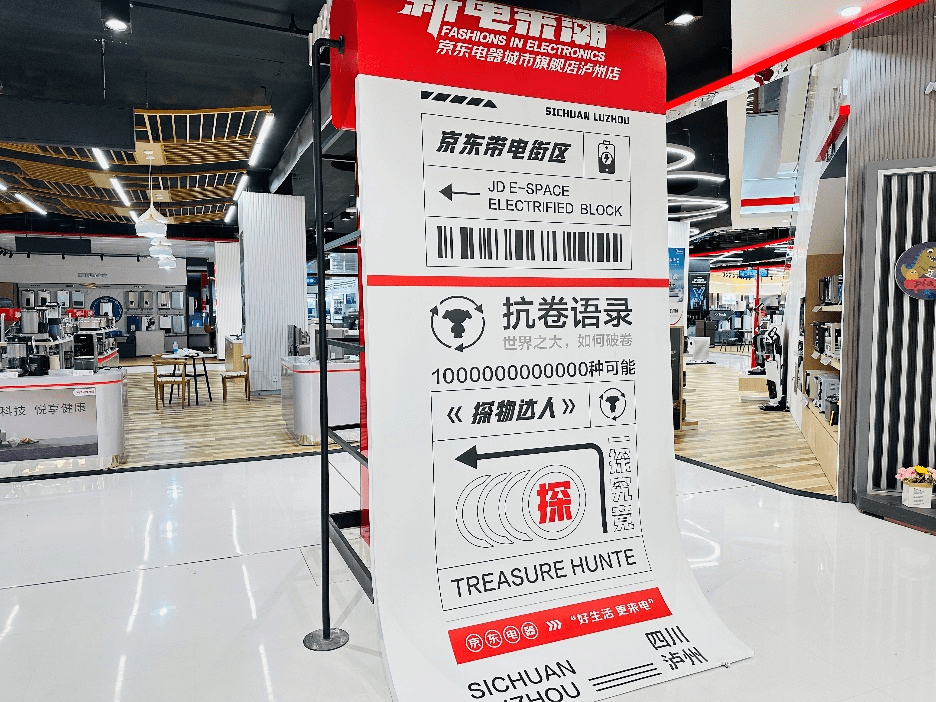 新电京潮
FASHIONS IN ELECTRONICS
京东电器城市旗舰店泸州店
SICHUAN LUZHOU
京东带电街区
JD E-SPACE
ELECTRIFIED BLOCK
抗卷语录
世界之大，如何破卷
1000000000000种可能
《探物达人》
一探究竟
探
TREASURE HUNTE
京东电器 》》 “好生活 更来电”
四川
泸州
SICHUAN
UZHOU
科技 悦享健康